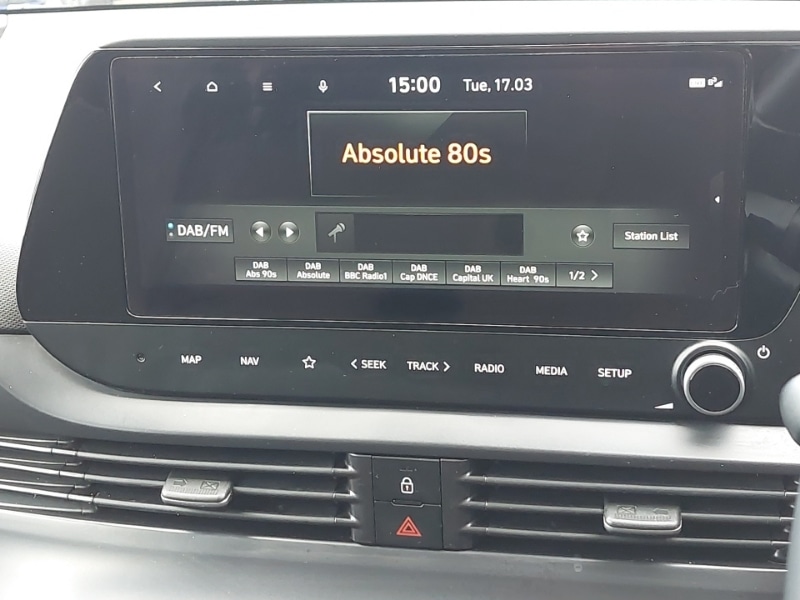 15:00 Tue, 17.03
Absolute 80s
DAB/FM Station List
DAB DAB DAB DAB DAB DAB 1/2
Abs 90s Absolute BBC Radio1 Cap DNCE Capital UK Heart 90s
MAP NAV SEEK TRACK RADIO MEDIA SETUP